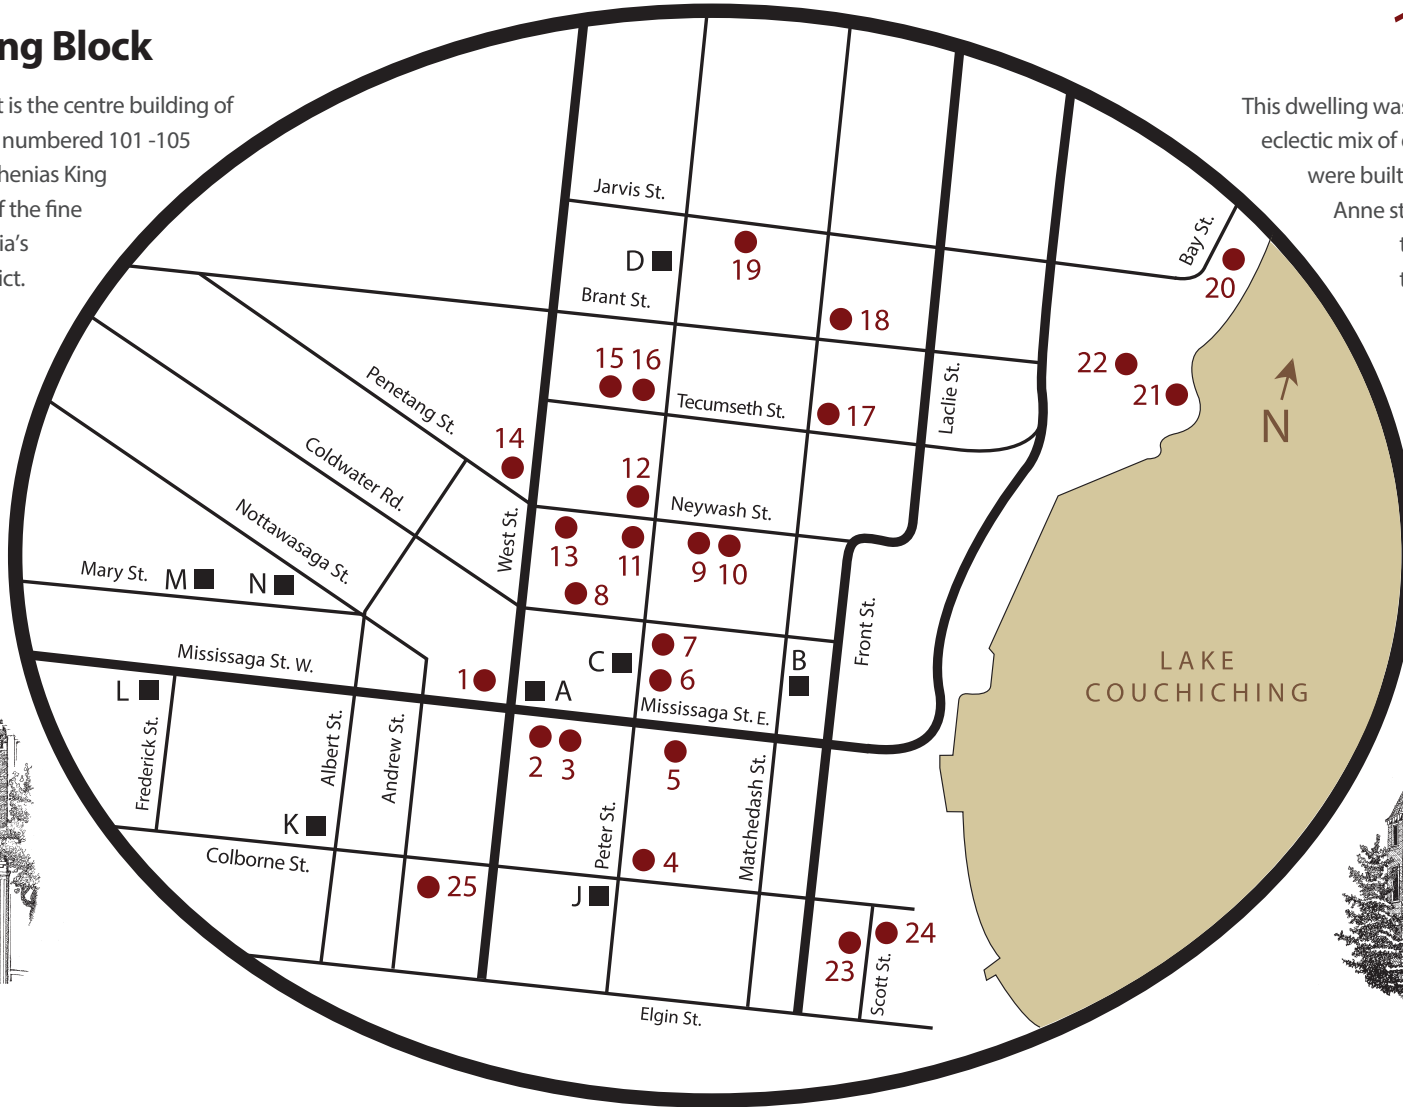 ng Block
t is the centre building of
numbered 101 -105
henias King
f the fine
ia's
ict.
This dwelling was
eclectic mix of
were built
Anne st
t
t
Jarvis St.
Bay St.
D
19
20
Brant St.
18
15 16
22
21
Penetang St.
Tecumseth St.
17
Laclie St.
N
14
Coldwater Rd.
12
Neywash St.
Nottawasaga St.
West St.
13
11
9 10
Mary St. M
N
8
Front St.
Mississaga St. W.
7
C
B
1
A
6
L
Mississaga St. E.
LAKE
COUCHICHING
Frederick St.
Albert St.
Andrew St.
2 3
5
Matchedash St.
Peter St.
K
Colborne St.
4
25
J
24
23
Scott St.
Elgin St.